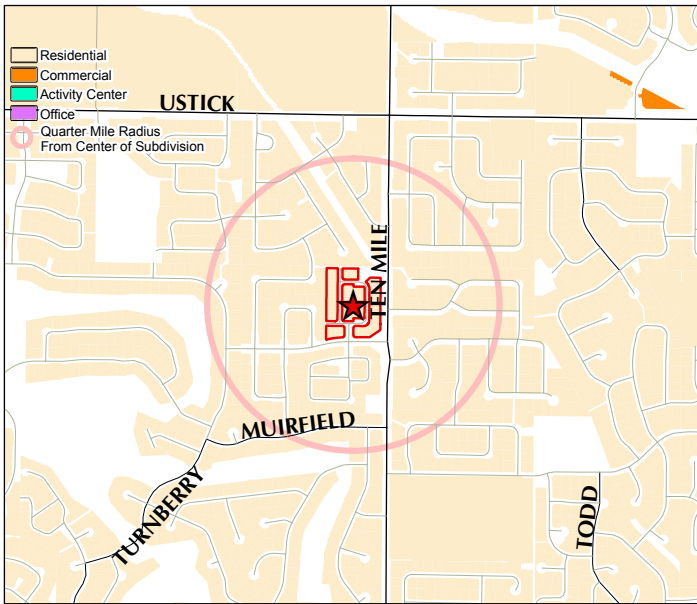 Residential
Commercial
Activity Center
Office
Quarter Mile Radius
From Center of Subdivision
USTICK
TEN MILE
MUIRFIELD
TURNBERRY
TODD